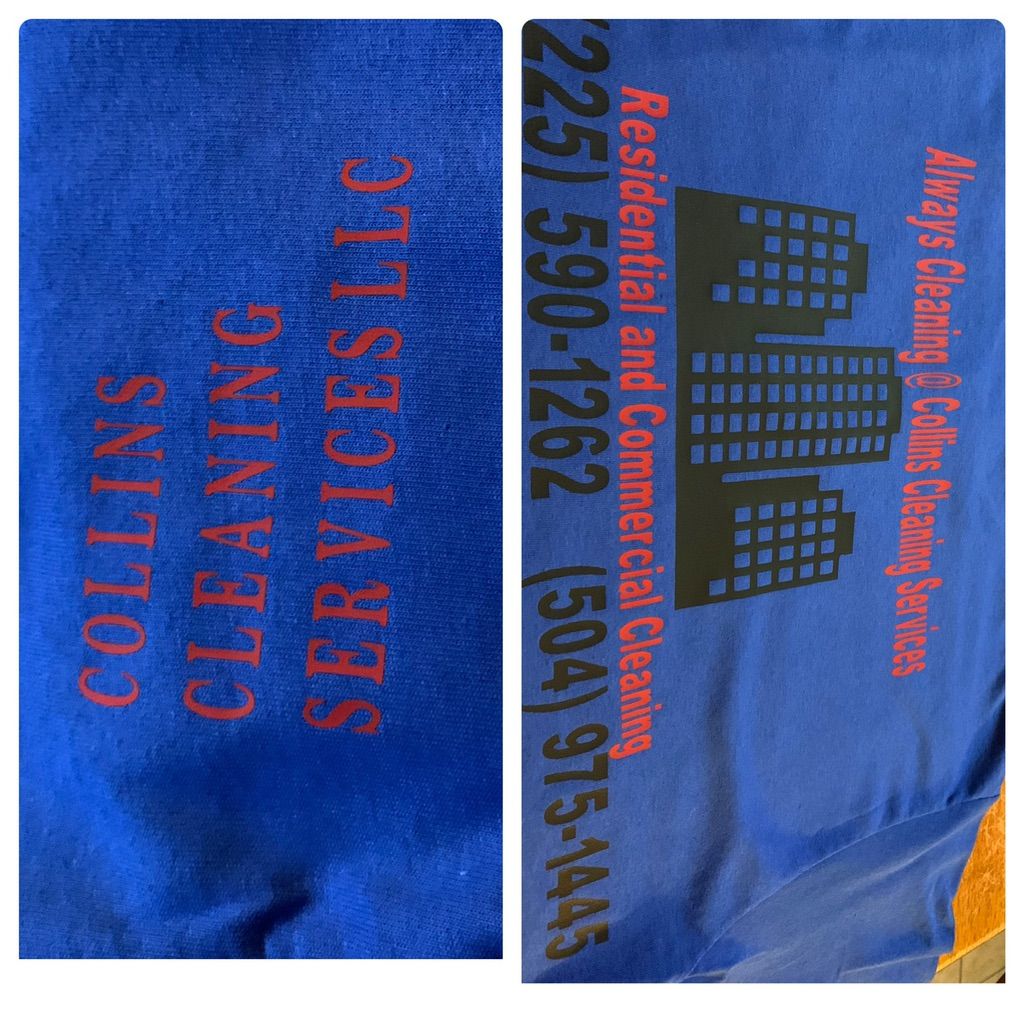 COLLINS
CLEANING
SERVICES LLC
Always Cleaning @ Collins Cleaning Services
Residential and Commercial Cleaning
(225) 590-1262 (504) 975-1445